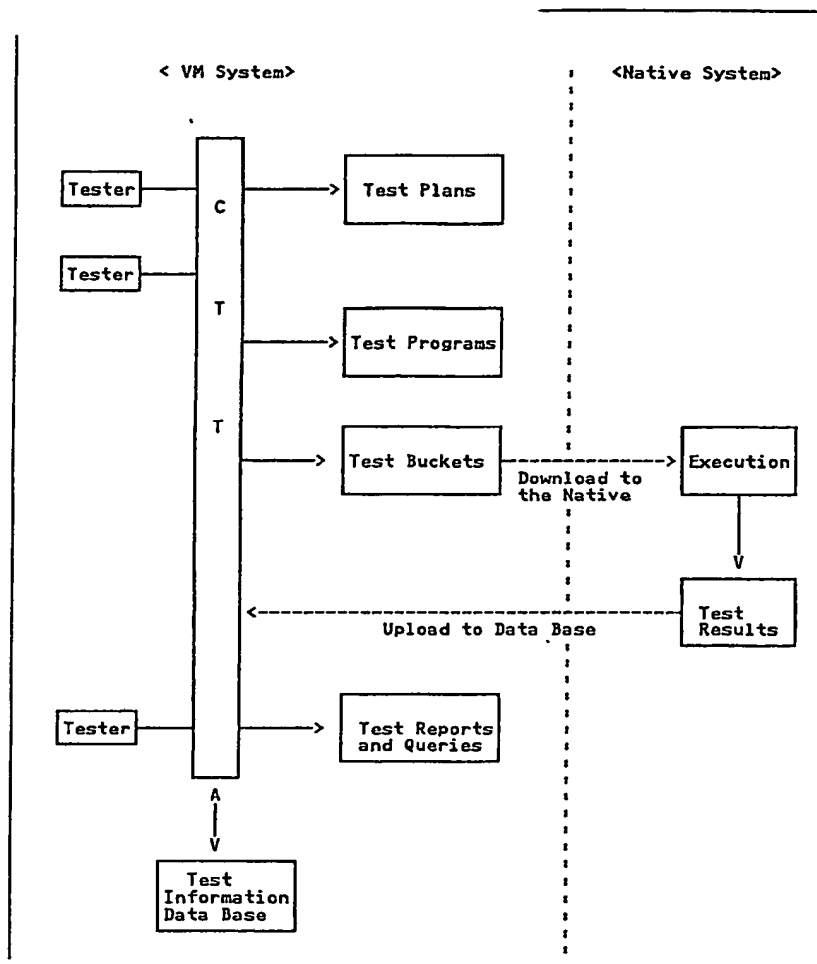 < VM System>
<Native System>
Tester
C
Test Plans
Tester
T
Test Programs
T
Test Buckets
Execution
Download to
the Native
V
Test
Results
Upload to Data Base
Tester
Test Reports
and Queries
A
V
Test
Information
Data Base